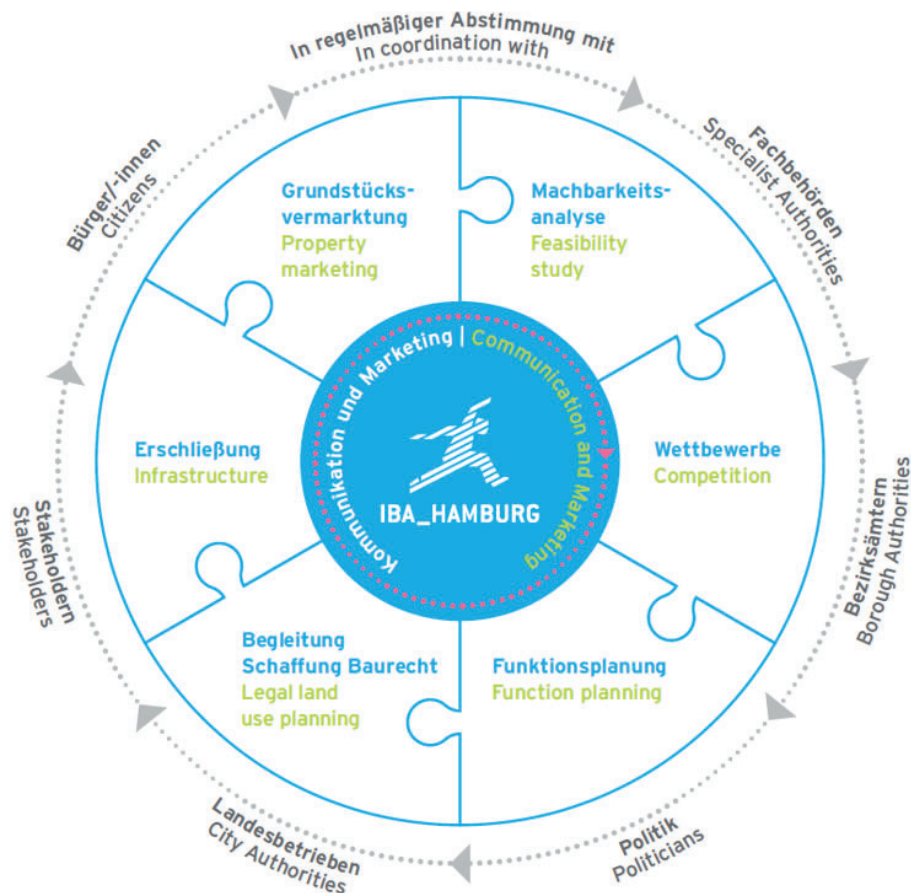 In regelmäßiger Abstimmung mit
In coordination with
Fachbehörden
Specialist Authorities
Bezirksämtern
Borough Authorities
Politik
Politicians
Landesbetrieben
City Authorities
Stakeholdern
Stakeholders
Bürger/-innen
Citizens
Grundstücks-
vermarktung
Property
marketing
Machbarkeits-
analyse
Feasibility
study
Wettbewerbe
Competition
Funktionsplanung
Function planning
Begleitung
Schaffung Baurecht
Legal land
use planning
Erschließung
Infrastructure
Kommunikation und Marketing | Communication and Marketing
IBA_HAMBURG